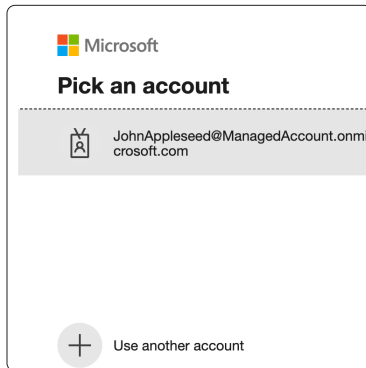 Microsoft
Pick an account
JohnAppleseed@ManagedAccount.onmi
crosoft.com
Use another account